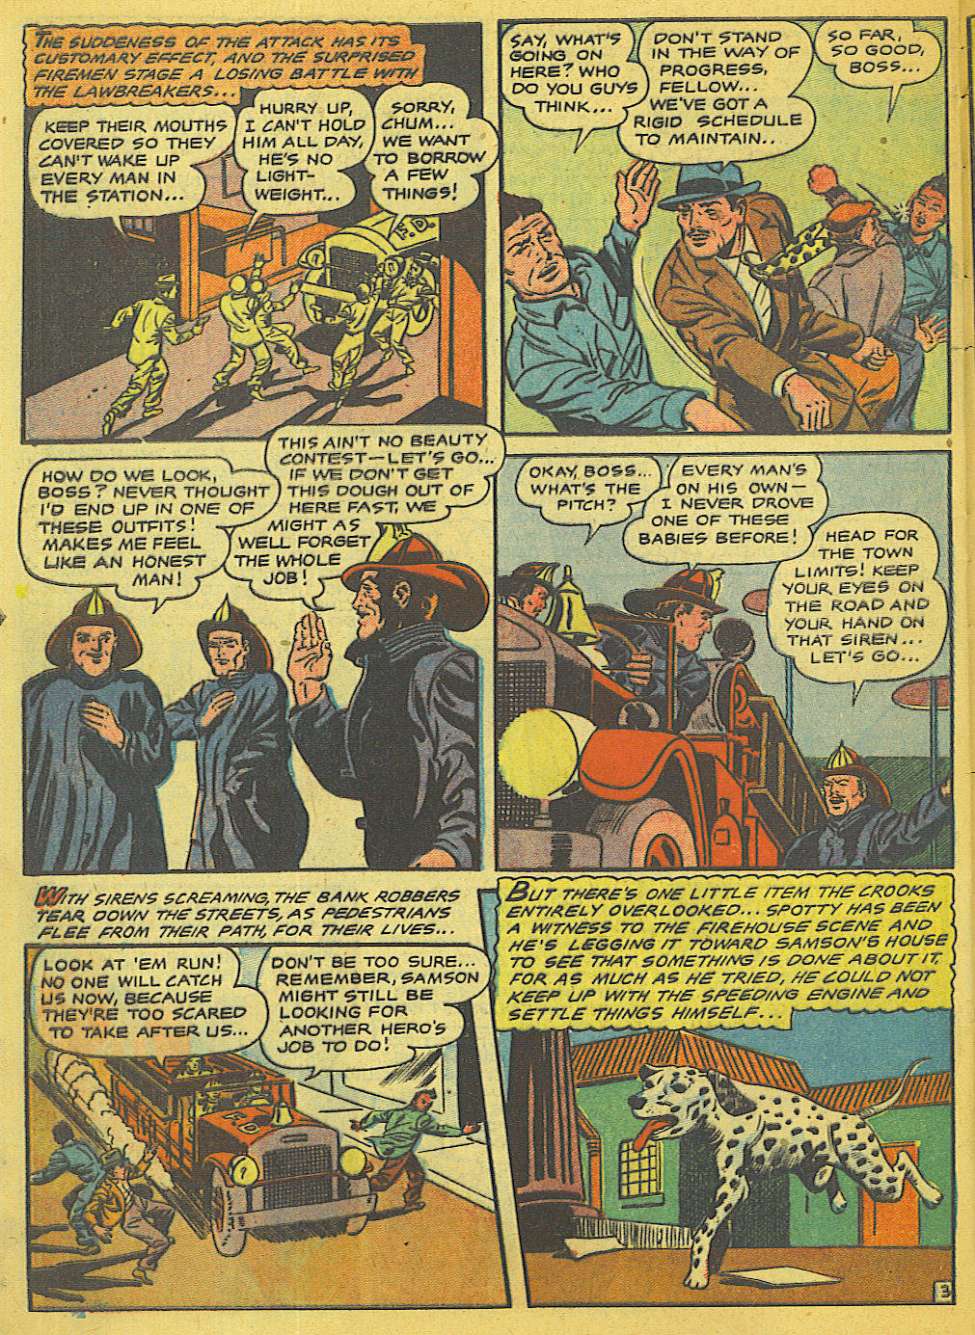 THE SUDDENESS OF THE ATTACK HAS ITS
CUSTOMARY EFFECT, AND THE SURPRISED
FIREMEN STAGE A LOSING BATTLE WITH
THE LAWBREAKERS...
KEEP THEIR MOUTHS
COVERED SO THEY
CAN'T WAKE UP
EVERY MAN IN
THE STATION...
HURRY UP,
I CAN'T HOLD
HIM ALL DAY,
HE'S NO
LIGHT-
WEIGHT...
SORRY,
CHUM...
WE WANT
TO BORROW
A FEW
THINGS!
F.D.
SAY, WHAT'S
GOING ON
HERE? WHO
DO YOU GUYS
THINK...
DON'T STAND
IN THE WAY OF
PROGRESS,
FELLOW...
WE'VE GOT A
RIGID SCHEDULE
TO MAINTAIN..
SO FAR,
SO GOOD,
BOSS...
HOW DO WE LOOK,
BOSS? NEVER THOUGHT
I'D END UP IN ONE OF
THESE OUTFITS!
MAKES ME FEEL
LIKE AN HONEST
MAN!
THIS AIN'T NO BEAUTY
CONTEST-LET'S GO...
IF WE DON'T GET
THIS DOUGH OUT OF
HERE FAST, WE
MIGHT AS
WELL FORGET
THE WHOLE
JOB!
OKAY, BOSS...
WHAT'S THE
PITCH?
EVERY MAN'S
ON HIS OWN-
I NEVER DROVE
ONE OF THESE
BABIES BEFORE!
HEAD FOR
THE TOWN
LIMITS! KEEP
YOUR EYES ON
THE ROAD AND
YOUR HAND ON
THAT SIREN...
LET'S GO...
WITH SIRENS SCREAMING, THE BANK ROBBERS
TEAR DOWN THE STREETS, AS PEDESTRIANS
FLEE FROM THEIR PATH, FOR THEIR LIVES...
LOOK AT 'EM RUN!
NO ONE WILL CATCH
US NOW, BECAUSE
THEY'RE TOO SCARED
TO TAKE AFTER US...
DON'T BE TOO SURE...
REMEMBER, SAMSON
MIGHT STILL BE
LOOKING FOR
ANOTHER HERO'S
JOB TO DO!
F D
BUT THERE'S ONE LITTLE ITEM THE CROOKS
ENTIRELY OVERLOOKED... SPOTTY HAS BEEN
A WITNESS TO THE FIREHOUSE SCENE AND
HE'S LEGGING IT TOWARD SAMSON'S HOUSE
TO SEE THAT SOMETHING IS DONE ABOUT IT.
FOR AS MUCH AS HE TRIED, HE COULD NOT
KEEP UP WITH THE SPEEDING ENGINE AND
SETTLE THINGS HIMSELF...
3